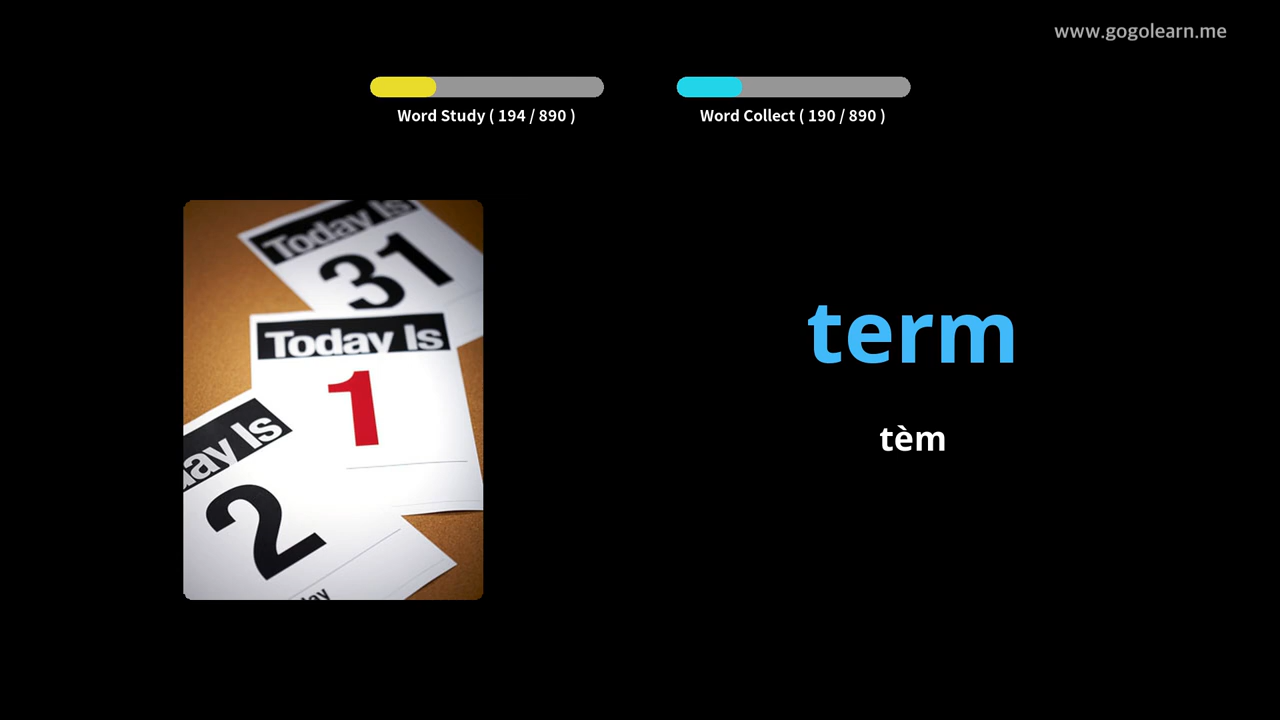 www.gogolearn.me
Word Study ( 194 / 890 )
Word Collect ( 190 / 890 )
Today Is
31
Today Is
1
ay Is
2
term
tèm